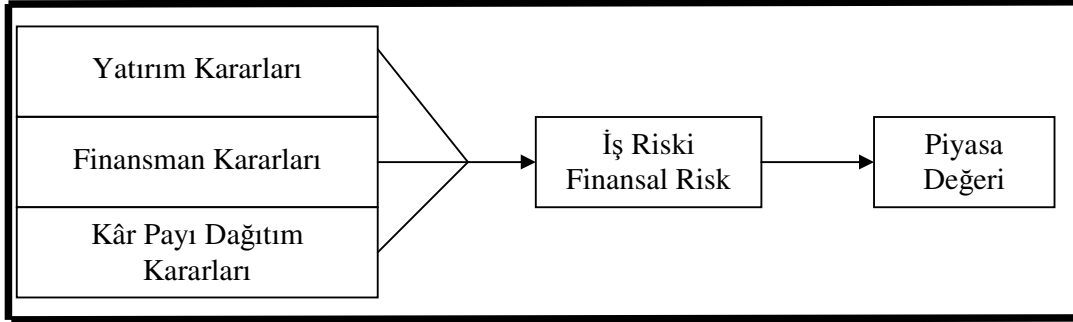 Yatırım Kararları
Finansman Kararları
Kâr Payı Dağıtım
Kararları
İş Riski
Finansal Risk
Piyasa
Değeri